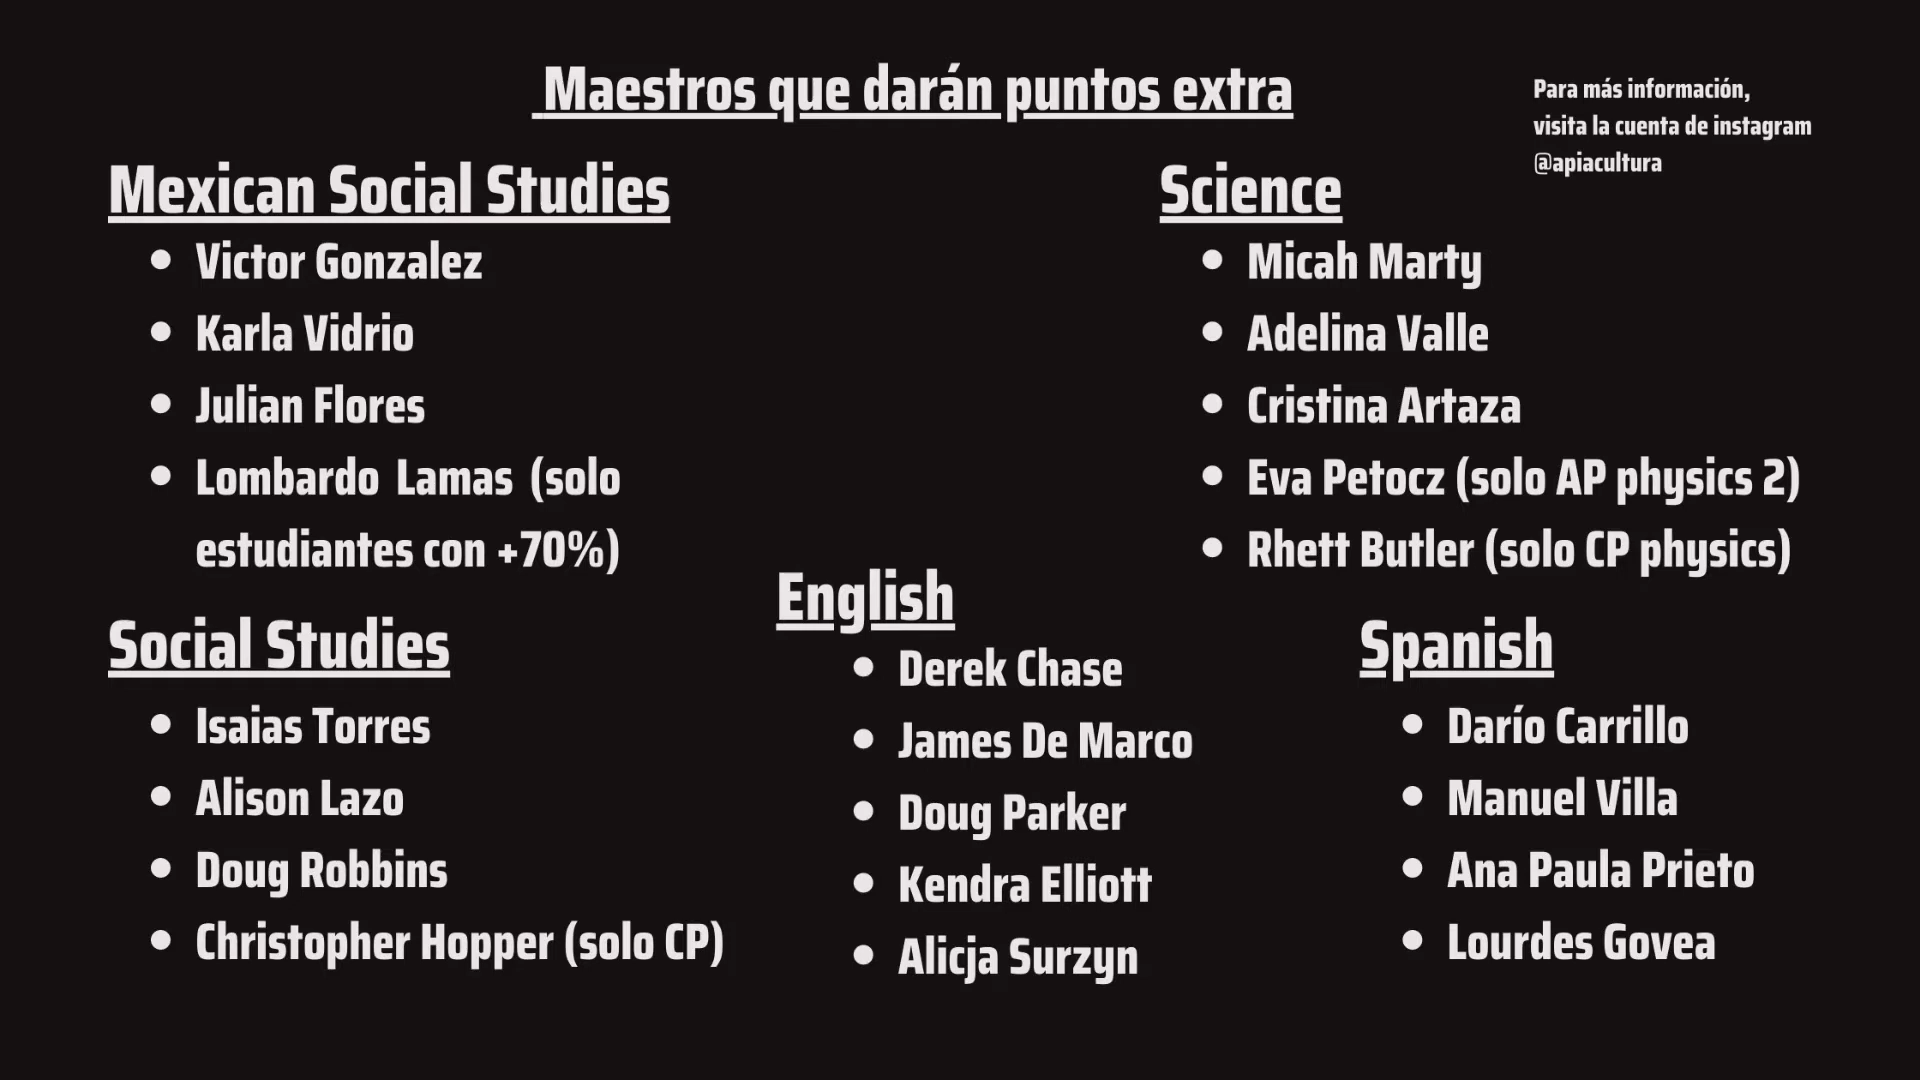 Maestros que darán puntos extra
Para más información,
visita la cuenta de instagram
@apiacultura
Mexican Social Studies
• Victor Gonzalez
• Karla Vidrio
• Julian Flores
• Lombardo Lamas (solo
estudiantes con +70%)
Science
• Micah Marty
• Adelina Valle
• Cristina Artaza
• Eva Petocz (solo AP physics 2)
• Rhett Butler (solo CP physics)
Social Studies
• Isaias Torres
• Alison Lazo
• Doug Robbins
• Christopher Hopper (solo CP)
English
• Derek Chase
• James De Marco
• Doug Parker
• Kendra Elliott
• Alicja Surzyn
Spanish
• Darío Carrillo
• Manuel Villa
• Ana Paula Prieto
• Lourdes Govea